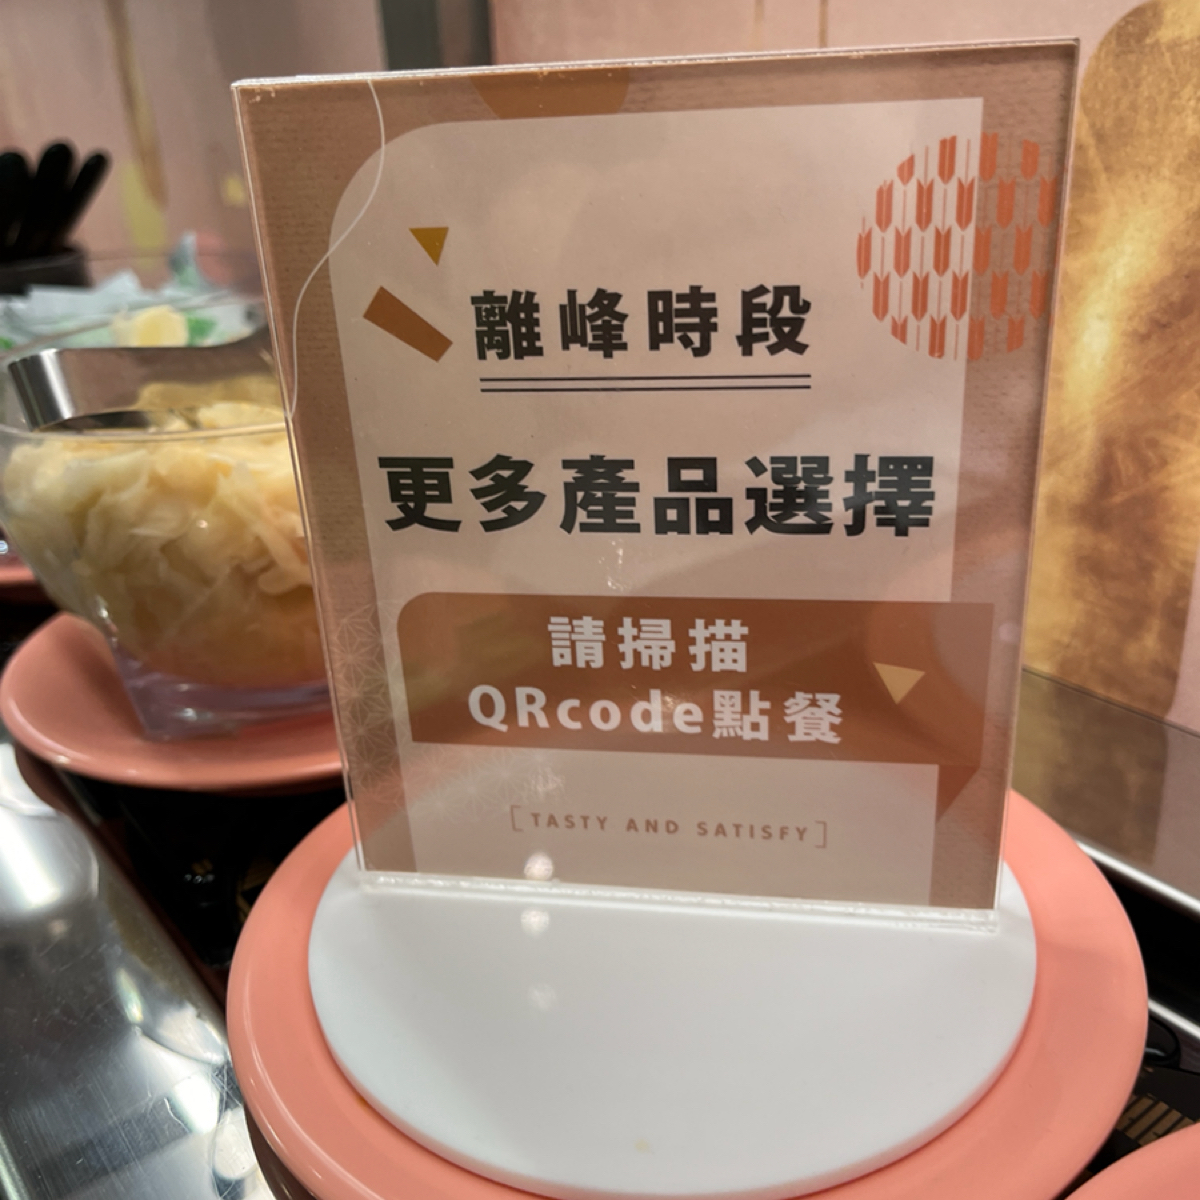 離峰時段
更多產品選擇
請掃描
QRcode點餐
[TASTY AND SATISFY]